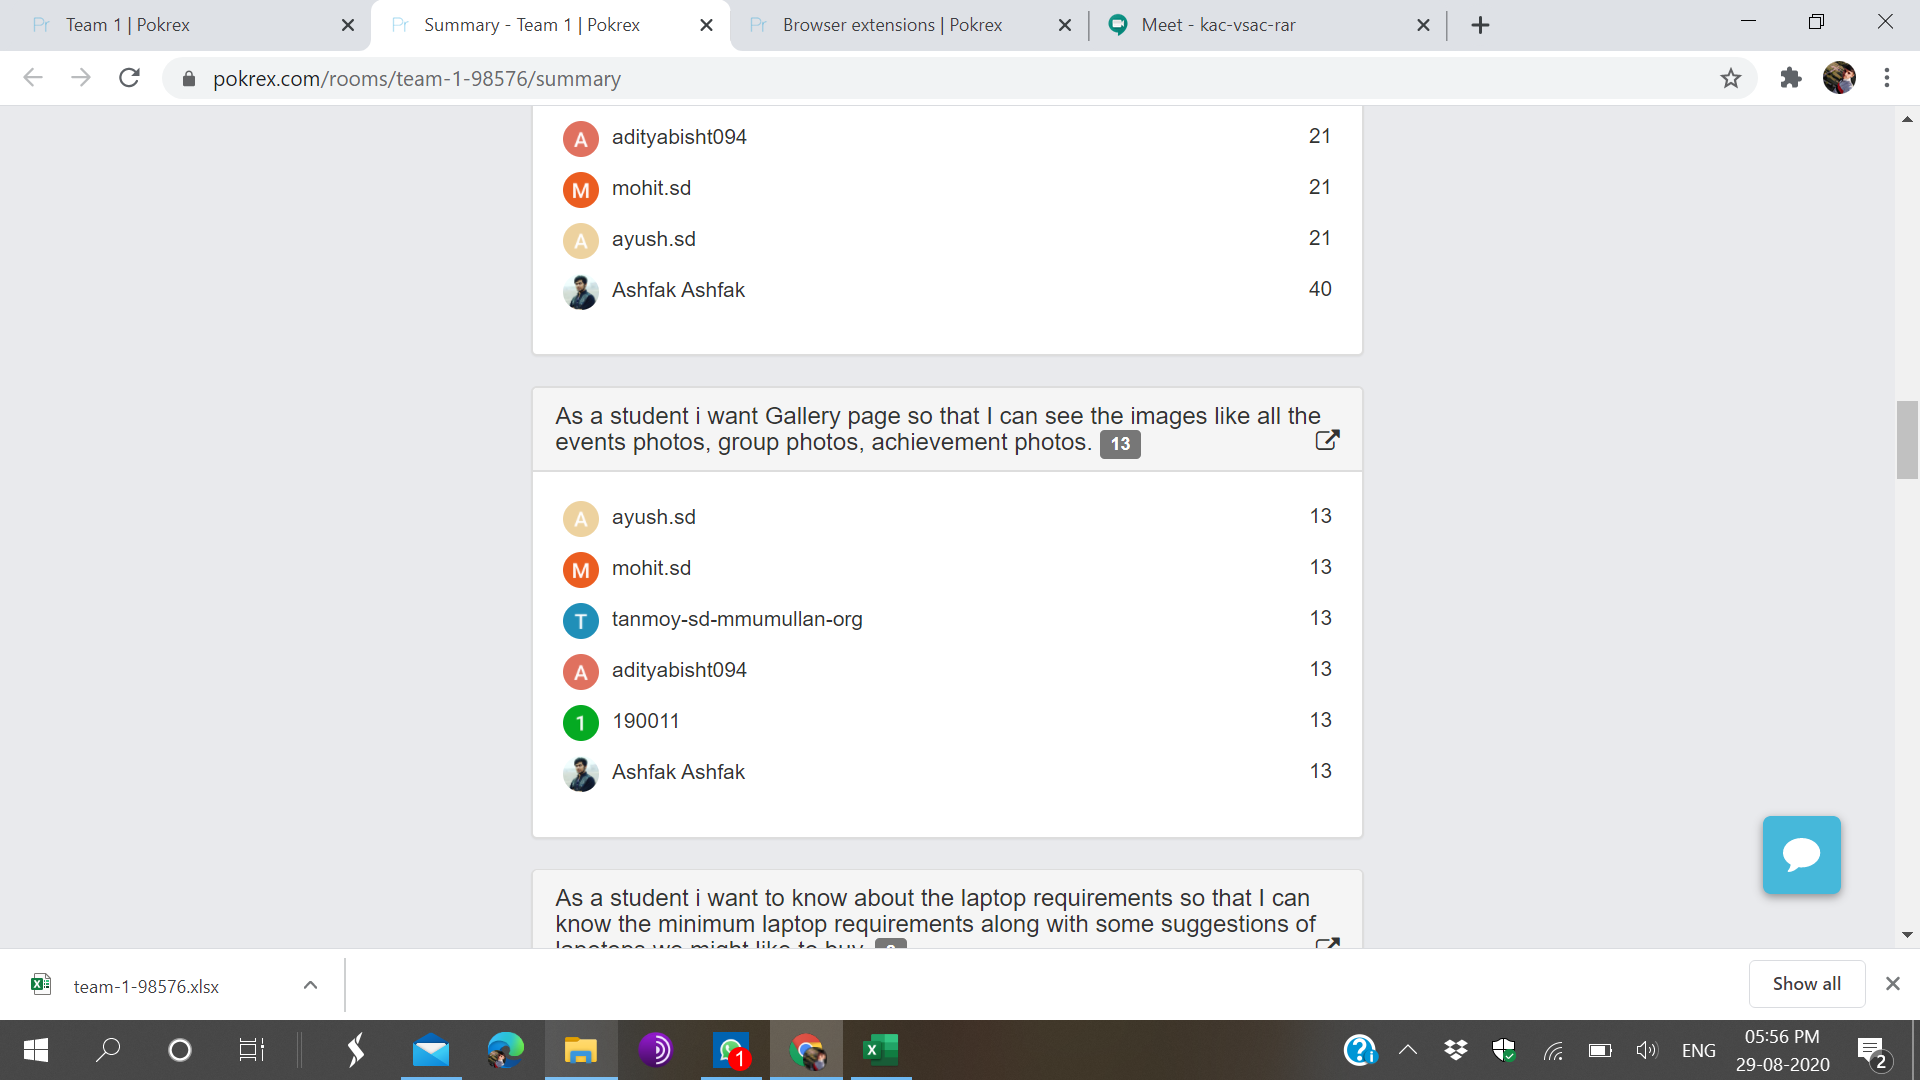 Pr Team 1 | Pokrex
Pr Summary - Team 1 | Pokrex
Pr Browser extensions | Pokrex
Meet - kac-vsac-rar
pokrex.com/rooms/team-1-98576/summary
A adityabisht094 21
M mohit.sd 21
A ayush.sd 21
Ashfak Ashfak 40
As a student i want Gallery page so that I can see the images like all the
events photos, group photos, achievement photos. 13
A ayush.sd 13
M mohit.sd 13
T tanmoy-sd-mmumullan-org 13
A adityabisht094 13
1 190011 13
Ashfak Ashfak 13
As a student i want to know about the laptop requirements so that I can
know the minimum laptop requirements along with some suggestions of
we might like to buy.
team-1-98576.xlsx
Show all
1
ENG
05:56 PM
29-08-2020
2